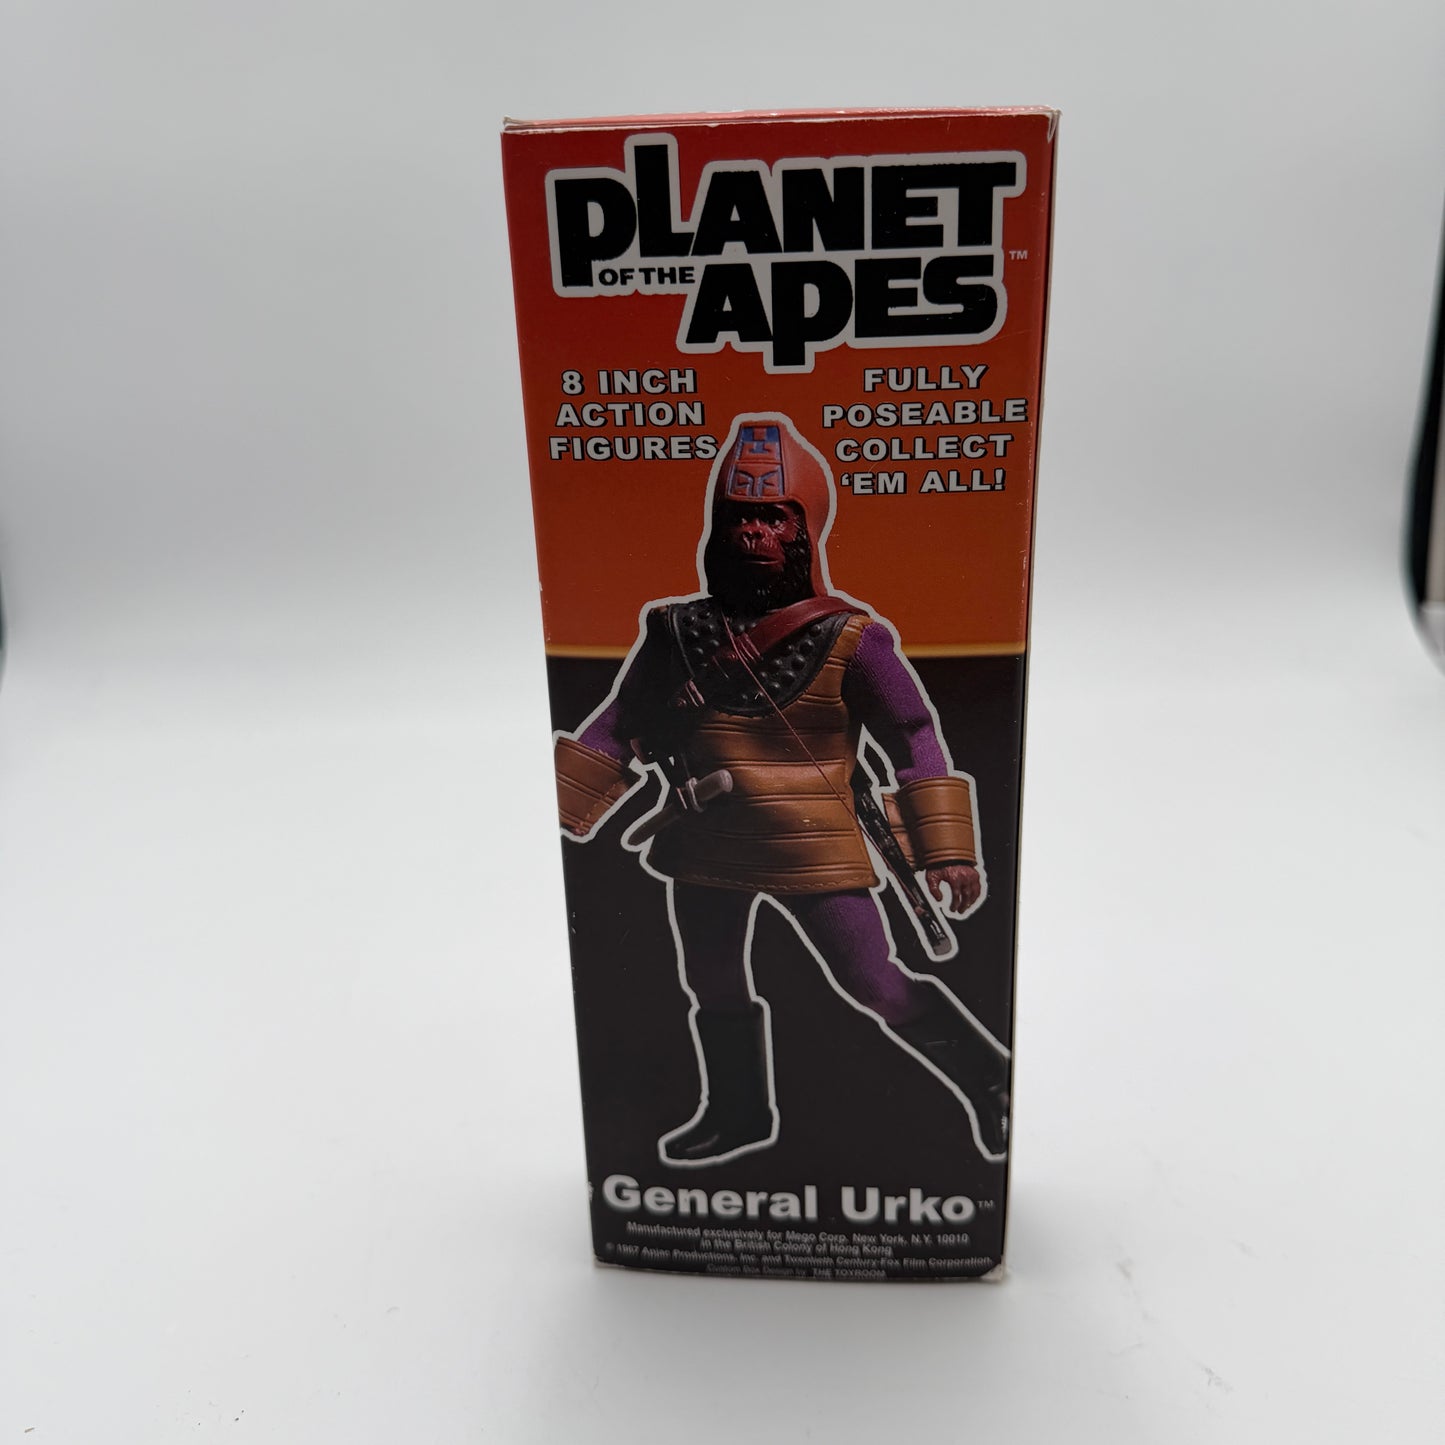 PLANET
OF THE APES ™
8 INCH
ACTION
FIGURES
FULLY
POSEABLE
COLLECT
'EM ALL!
General Urko ™
Manufactured exclusively for Mego Corp. New York, N.Y. 10010
in the British Colony of Hong Kong
© 1967 Apjac Productions, Inc. and Twentieth Century-Fox Film Corporation
Custom Box Design by THE TOYROOM